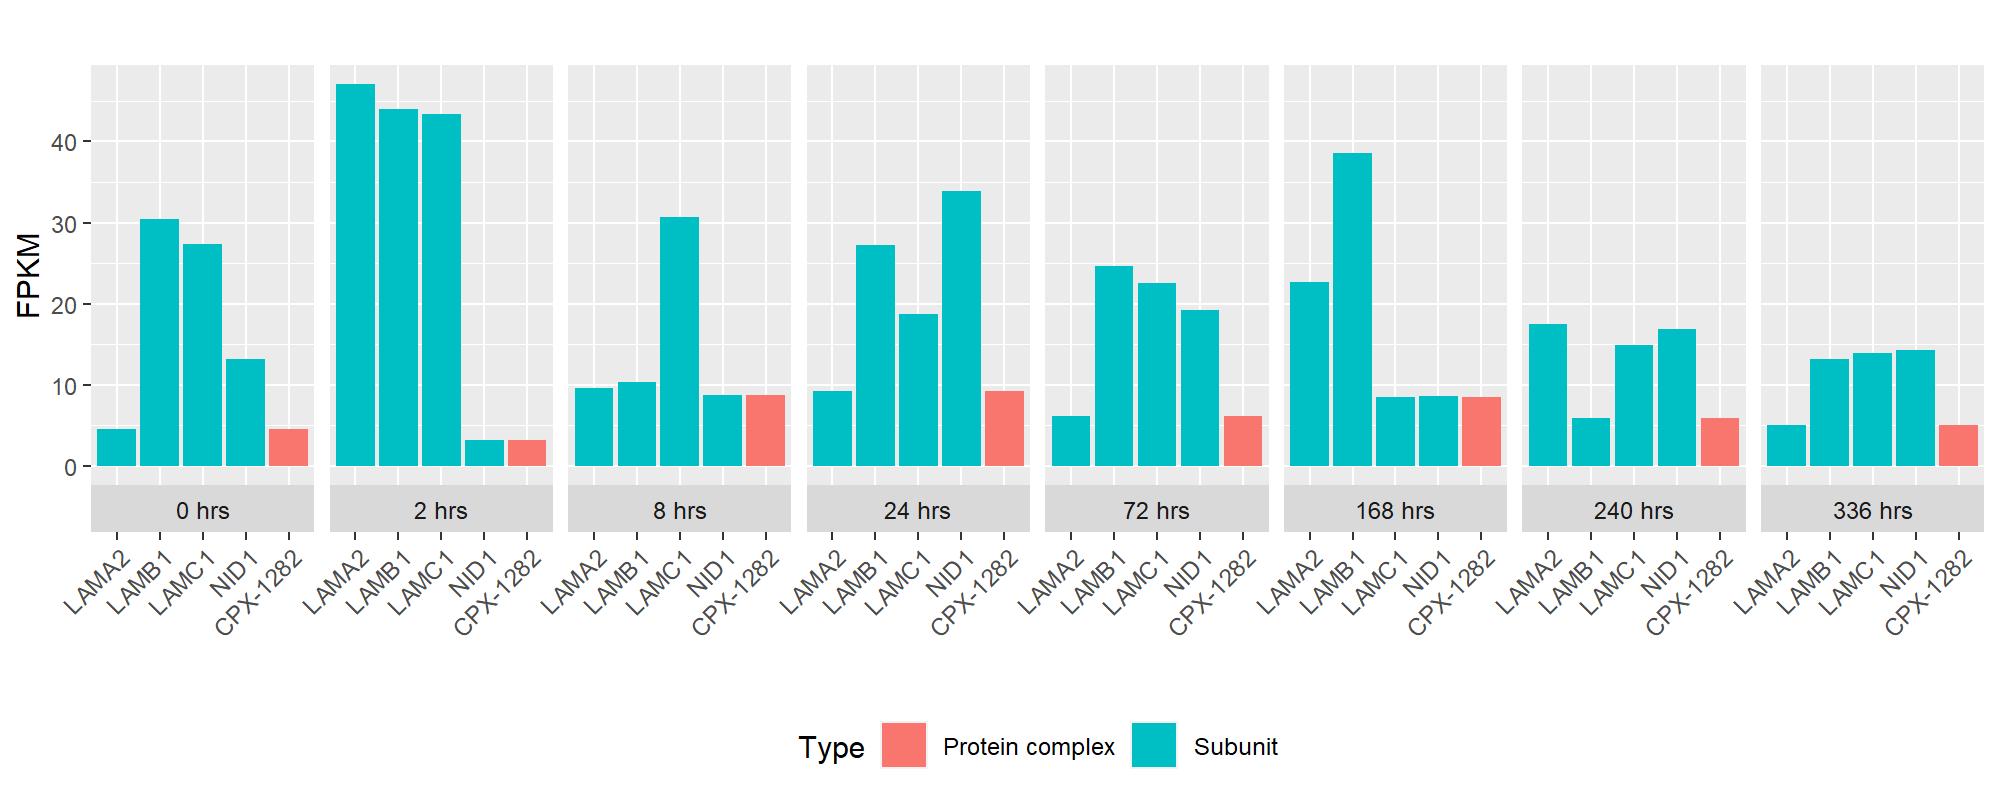 FPKM
40
30
20
10
0
0 hrs 2 hrs 8 hrs 24 hrs 72 hrs 168 hrs 240 hrs 336 hrs
LAMA2 LAMB1 LAMC1 NID1 CPX-1282 LAMA2 LAMB1 LAMC1 NID1 CPX-1282 LAMA2 LAMB1 LAMC1 NID1 CPX-1282 LAMA2 LAMB1 LAMC1 NID1 CPX-1282 LAMA2 LAMB1 LAMC1 NID1 CPX-1282 LAMA2 LAMB1 LAMC1 NID1 CPX-1282 LAMA2 LAMB1 LAMC1 NID1 CPX-1282 LAMA2 LAMB1 LAMC1 NID1 CPX-1282
Type Protein complex Subunit